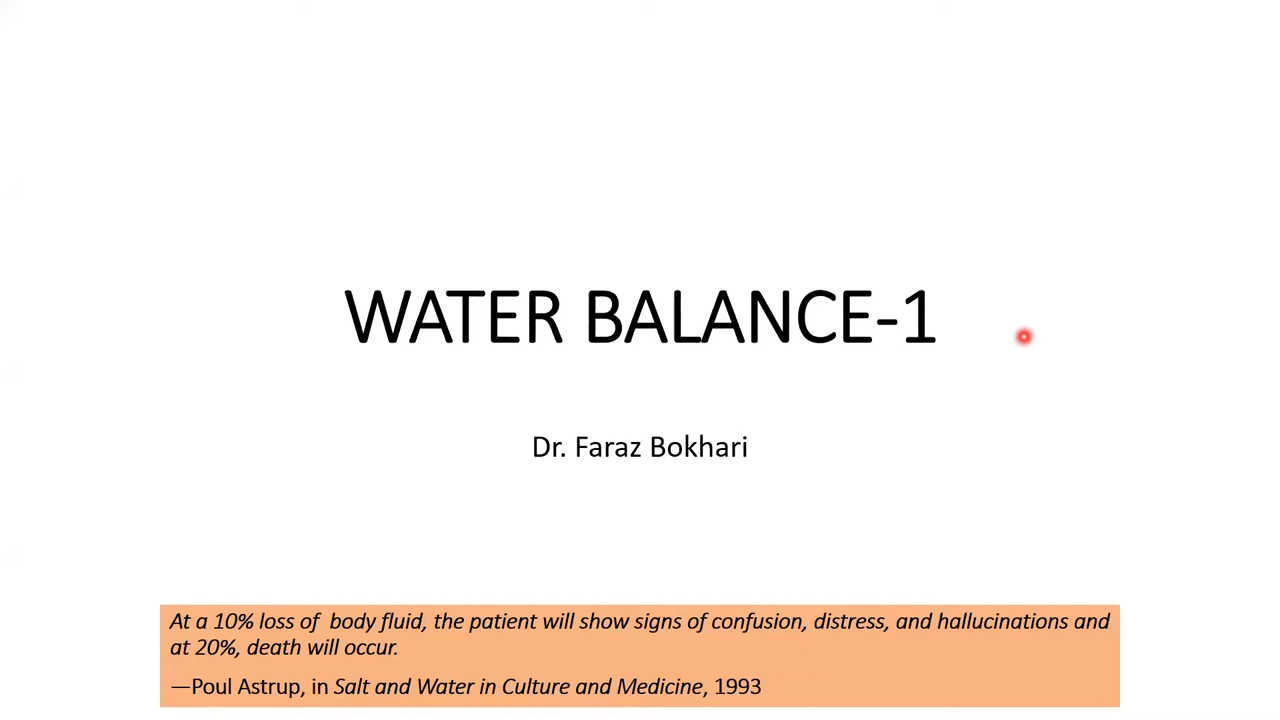 WATER BALANCE-1
Dr. Faraz Bokhari
At a 10% loss of body fluid, the patient will show signs of confusion, distress, and hallucinations and
at 20%, death will occur.
—Poul Astrup, in Salt and Water in Culture and Medicine, 1993